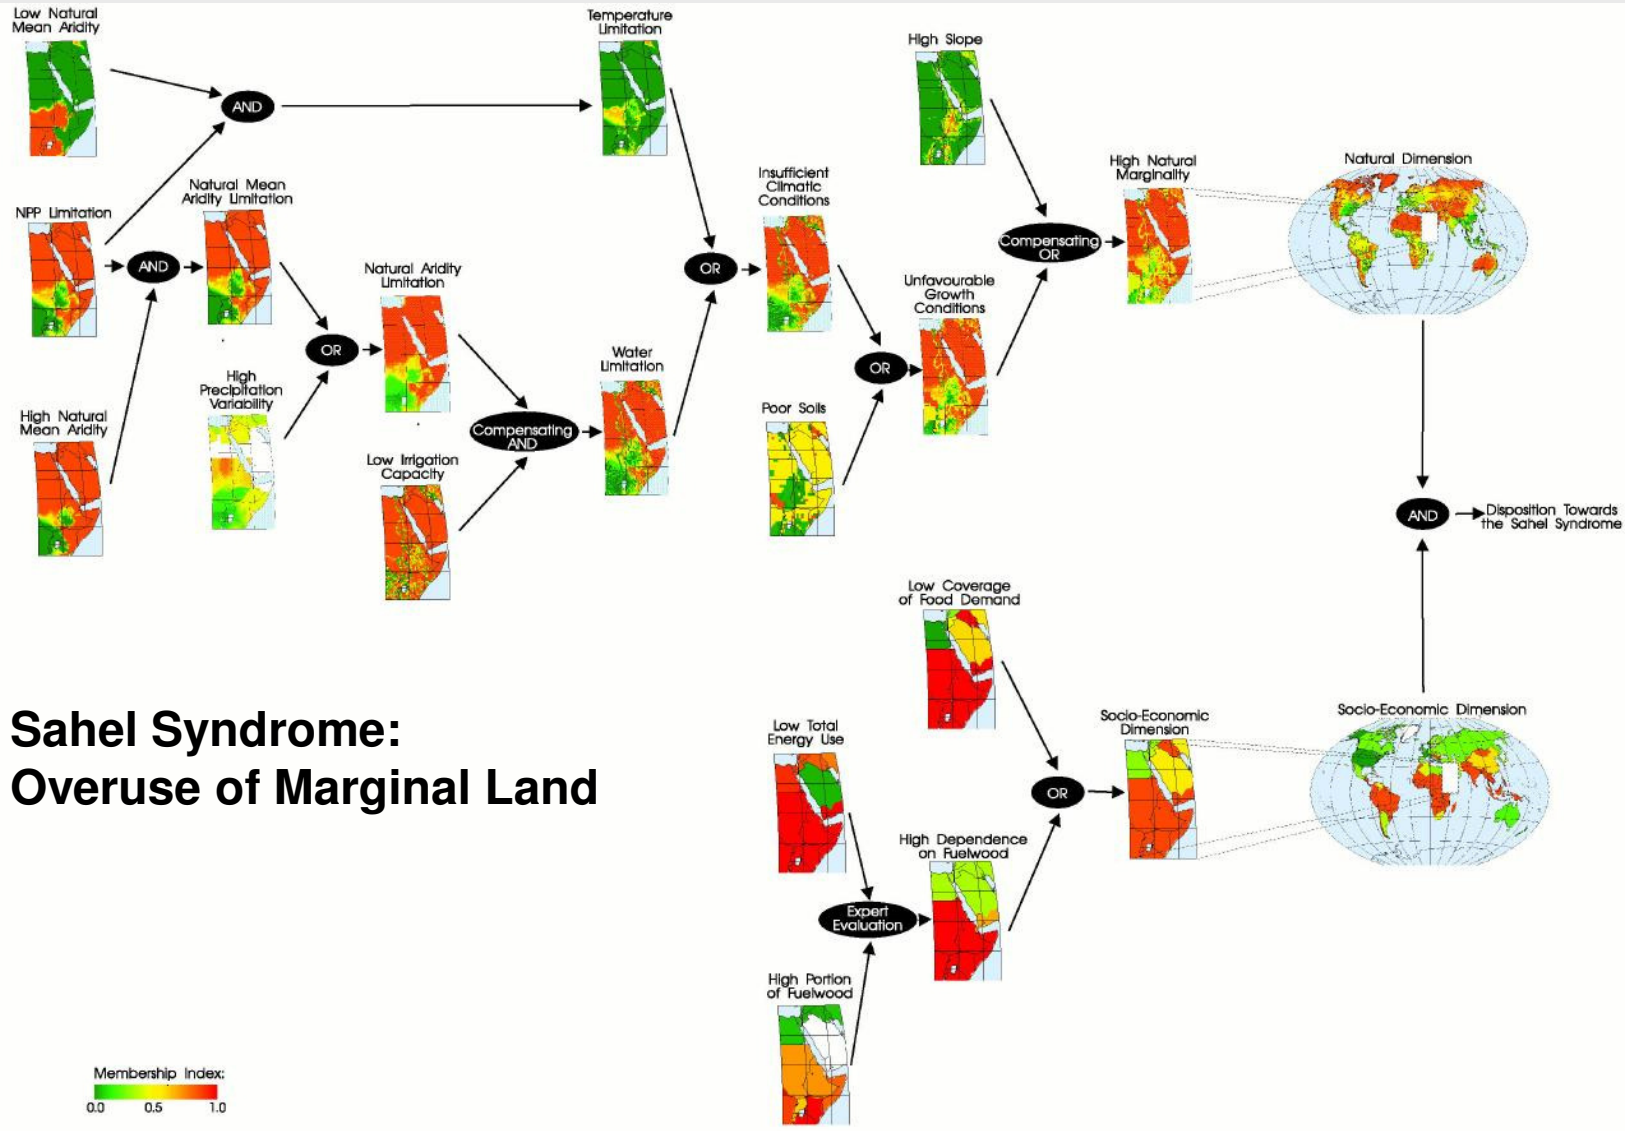 Low Natural
Mean Aridity
AND
Temperature
Limitation
High Slope
NPP Limitation
AND
Natural Mean
Aridity Limitation
Insufficient
Climatic
Conditions
OR
Compensating
OR
High Natural
Marginality
Natural Dimension
High Natural
Mean Aridity
High
Precipitation
Variability
OR
Natural Aridity
Limitation
Low Irrigation
Capacity
Compensating
AND
Water
Limitation
Poor Soils
OR
Unfavourable
Growth
Conditions
AND
Disposition Towards
the Sahel Syndrome
Sahel Syndrome:
Overuse of Marginal Land
Low Coverage
of Food Demand
Low Total
Energy Use
OR
Socio-Economic
Dimension
Socio-Economic Dimension
Expert
Evaluation
High Dependence
on Fuelwood
High Portion
of Fuelwood
Membership Index:
0.0 0.5 1.0